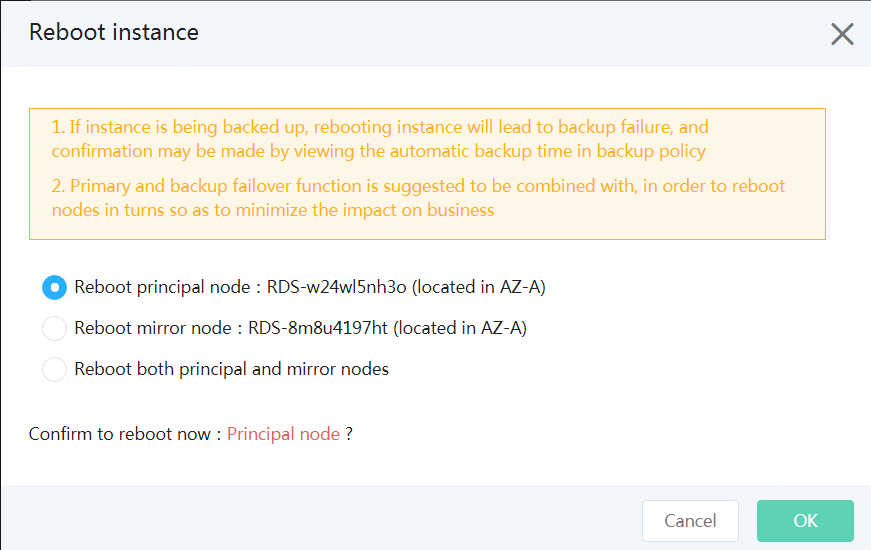 Reboot instance
1. If instance is being backed up, rebooting instance will lead to backup failure, and
confirmation may be made by viewing the automatic backup time in backup policy
2. Primary and backup failover function is suggested to be combined with, in order to reboot
nodes in turns so as to minimize the impact on business
Reboot principal node : RDS-w24wl5nh3o (located in AZ-A)
Reboot mirror node : RDS-8m8u4197ht (located in AZ-A)
Reboot both principal and mirror nodes
Confirm to reboot now : Principal node ?
Cancel OK